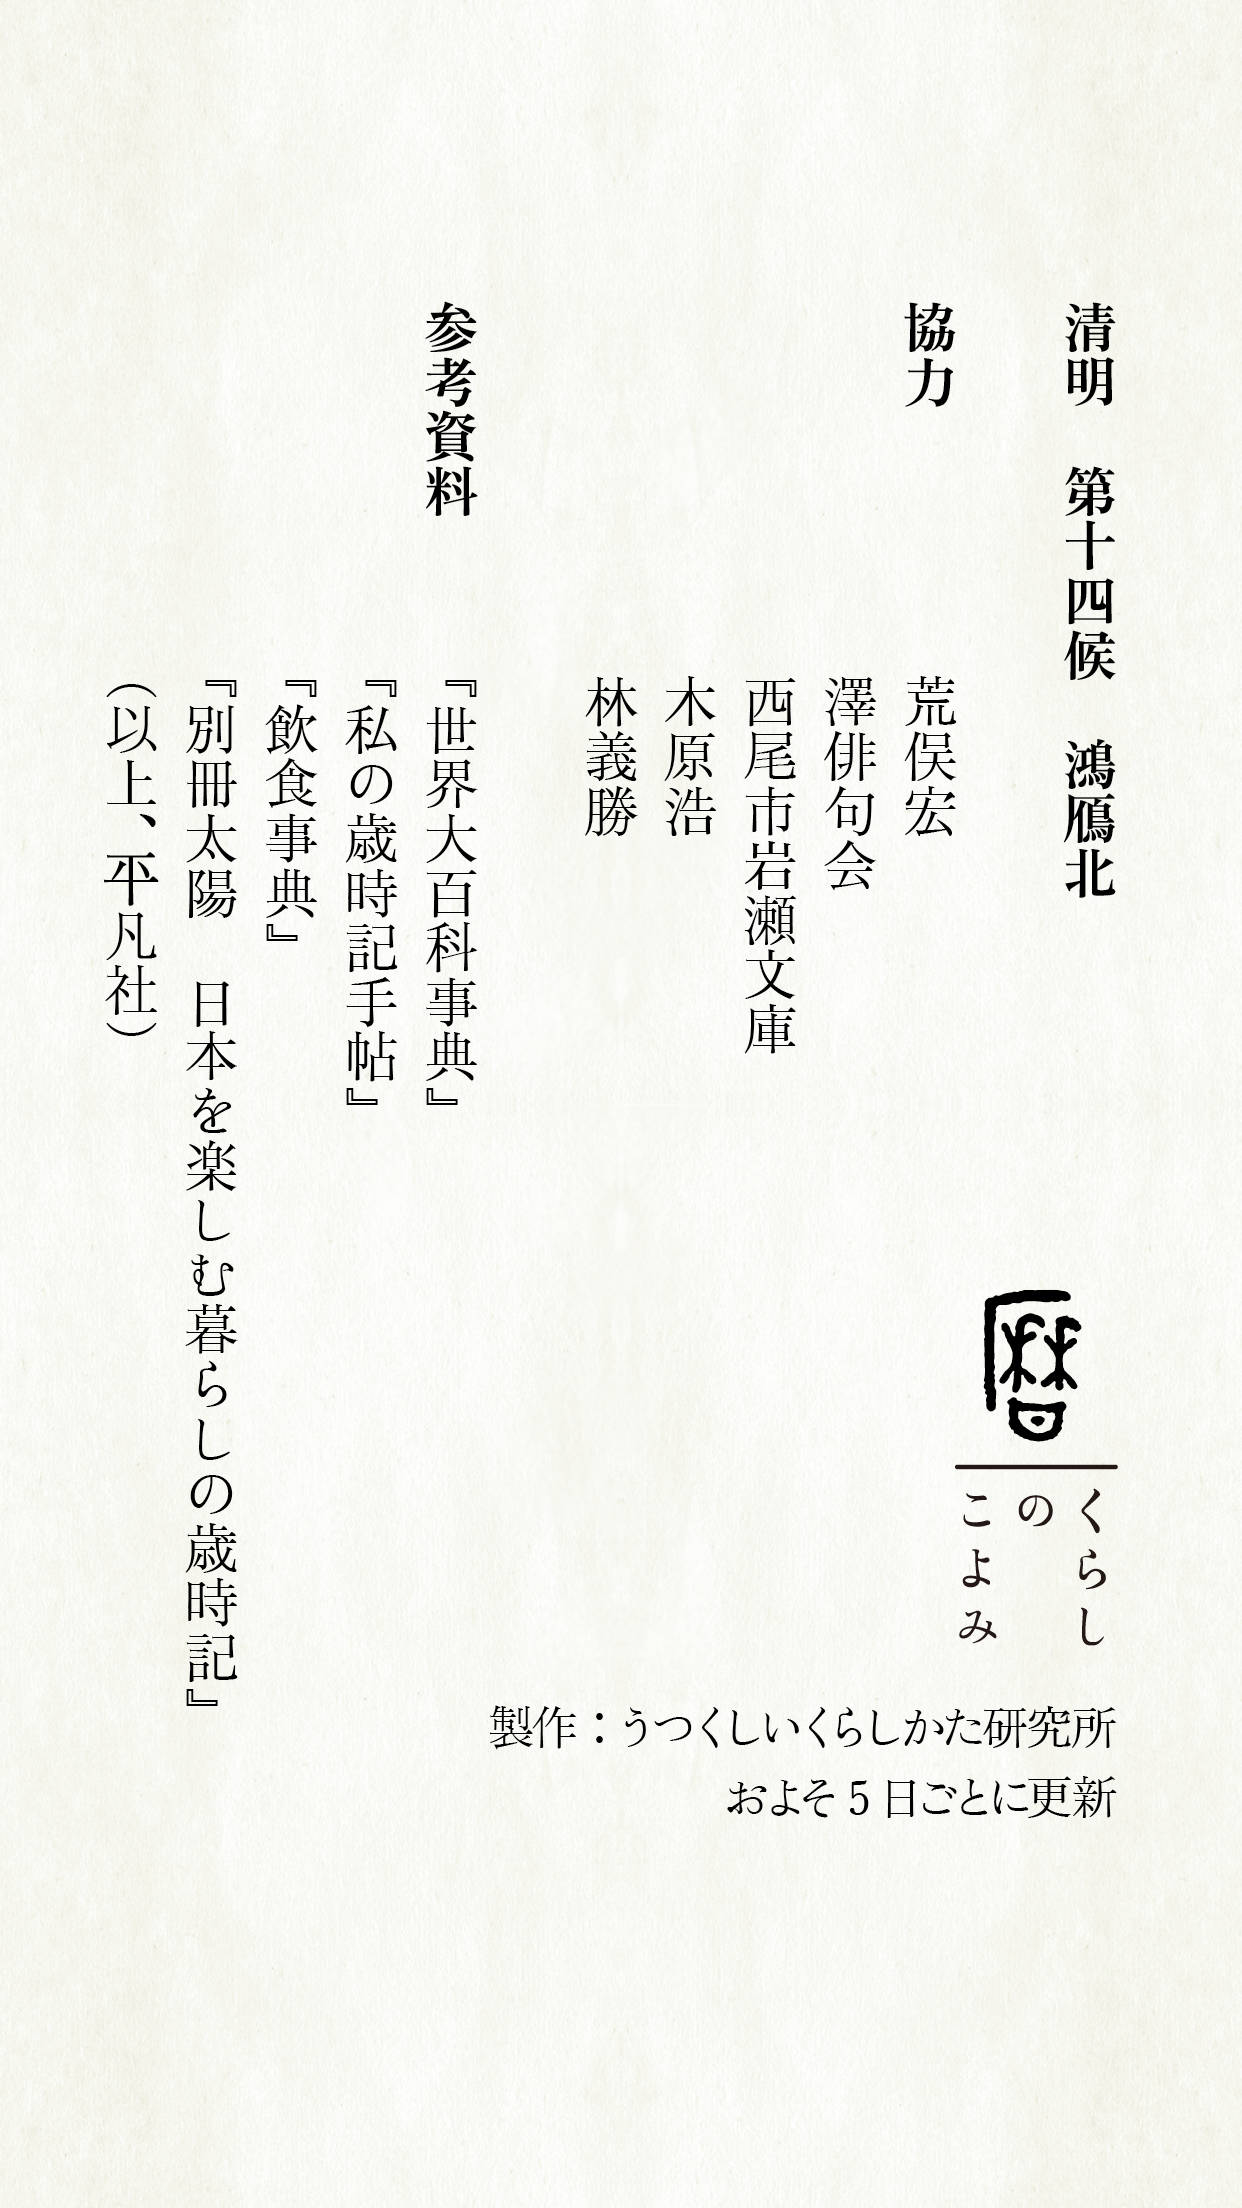 清明　第十四候　鴻鴈北
協力
荒俣宏
澤俳句会
西尾市岩瀬文庫
木原浩
林義勝
参考資料
『世界大百科事典』
『私の歳時記手帖』
『飲食事典』
『別冊太陽　日本を楽しむ暮らしの歳時記』
（以上、平凡社）
暦
くらし
の
こよみ
製作：うつくしいくらしかた研究所
およそ 5 日ごとに更新